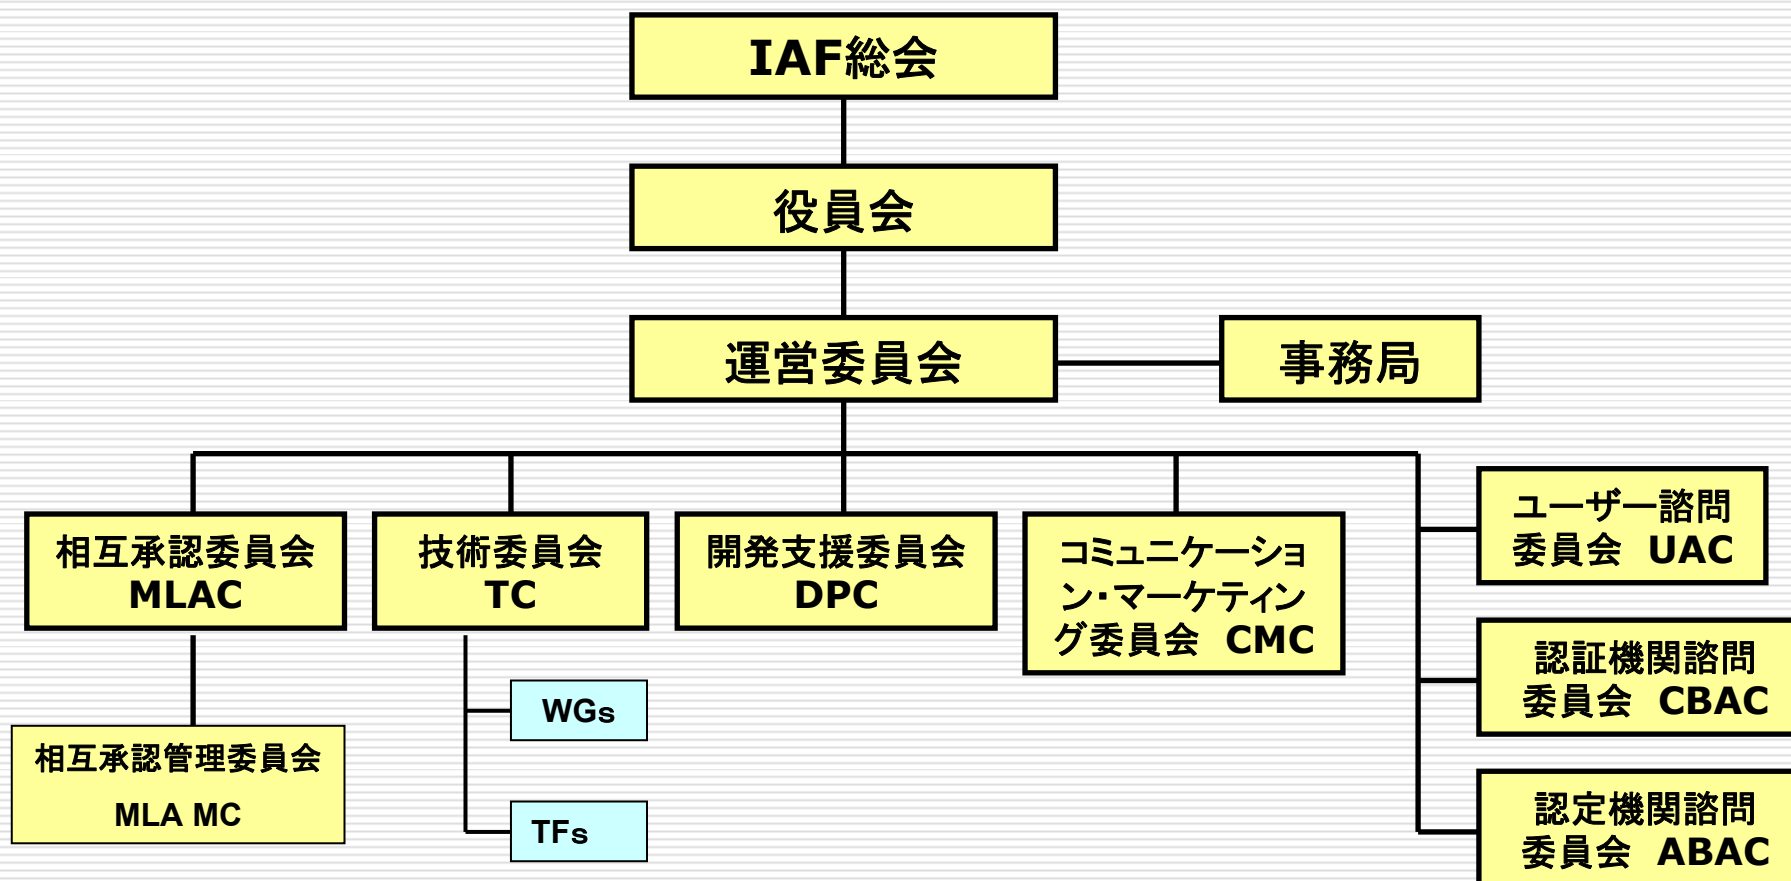 IAF総会
役員会
運営委員会
事務局
相互承認委員会
MLAC
技術委員会
TC
開発支援委員会
DPC
コミュニケーショ
ン・マーケティン
グ委員会 CMC
ユーザー諮問
委員会 UAC
認証機関諮問
委員会 CBAC
認定機関諮問
委員会 ABAC
相互承認管理委員会
MLA MC
WGs
TFs